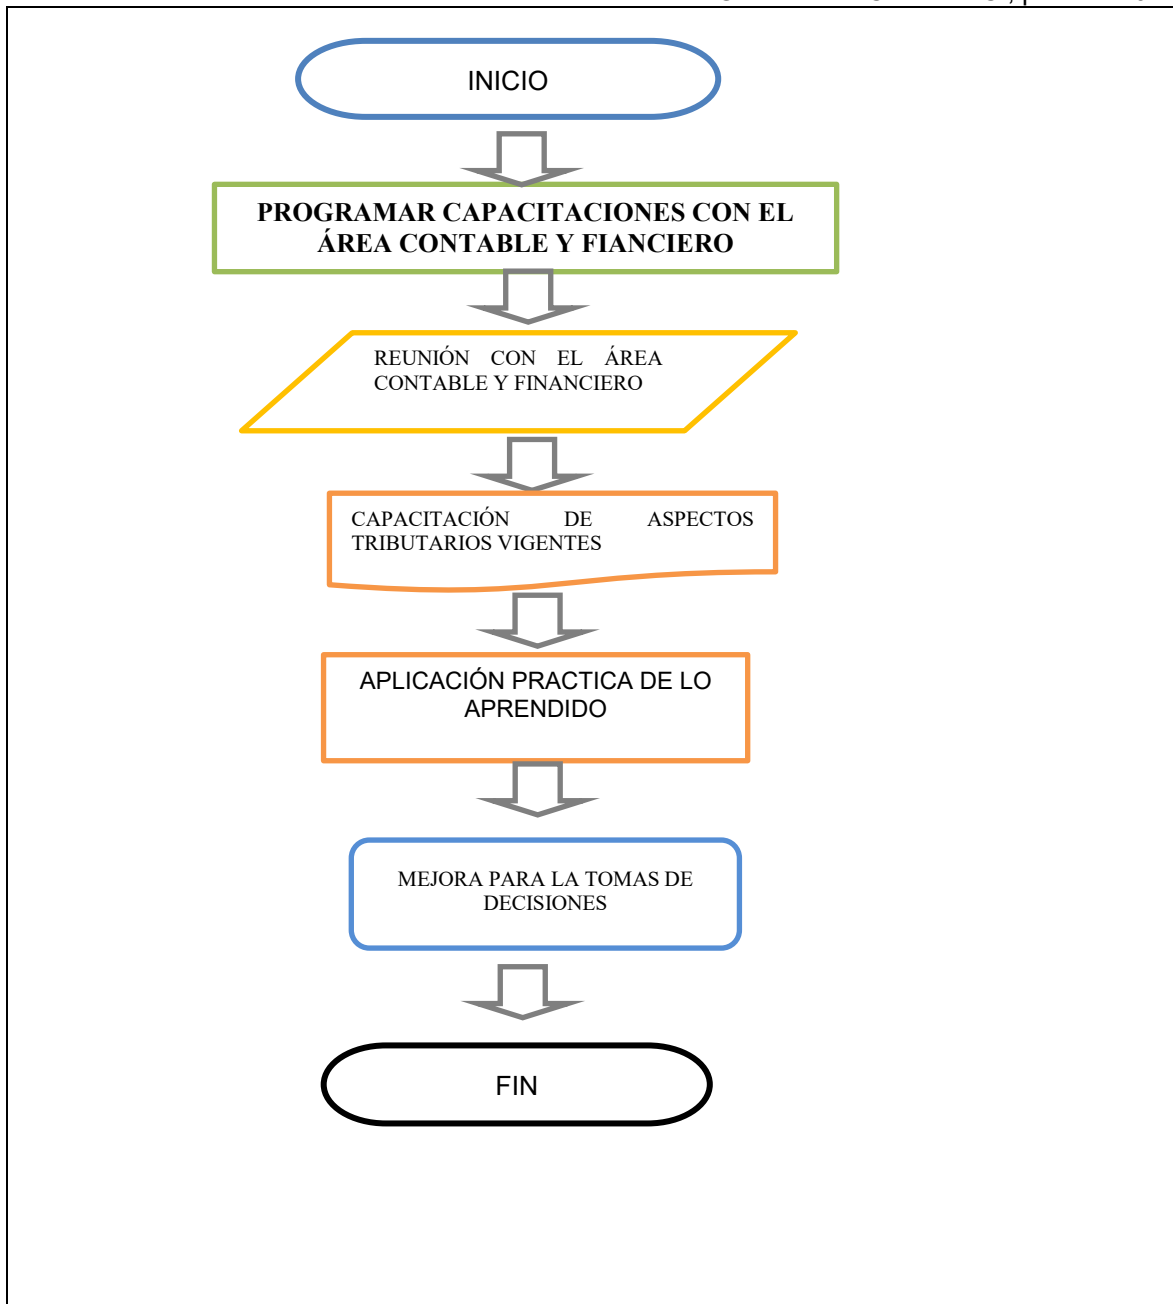 INICIO
PROGRAMAR CAPACITACIONES CON EL
ÁREA CONTABLE Y FIANCIERO
REUNIÓN CON EL ÁREA
CONTABLE Y FINANCIERO
CAPACITACIÓN DE ASPECTOS
TRIBUTARIOS VIGENTES
APLICACIÓN PRACTICA DE LO
APRENDIDO
MEJORA PARA LA TOMAS DE
DECISIONES
FIN